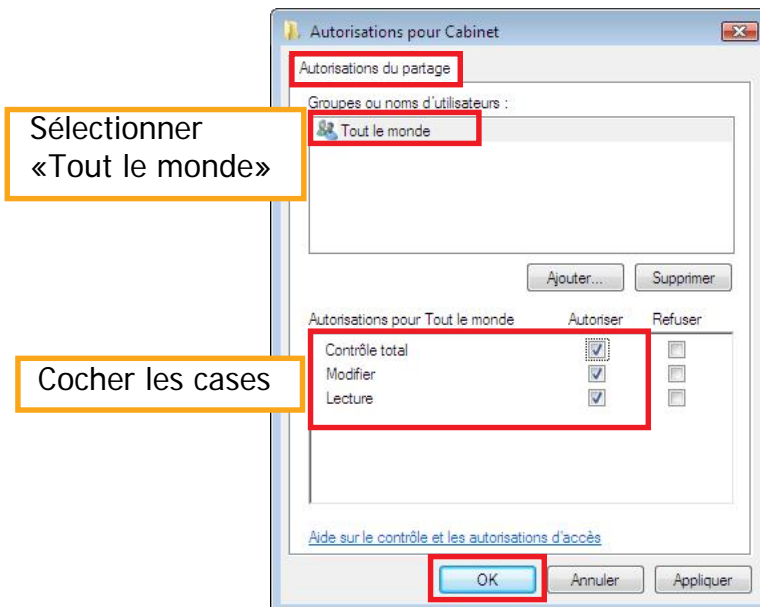 Autorisations pour Cabinet
Autorisations du partage
Groupes ou noms d'utilisateurs :
Tout le monde
Sélectionner
«Tout le monde»
Ajouter... Supprimer
Autorisations pour Tout le monde Autoriser Refuser
Contrôle total
Modifier
Lecture
Cocher les cases
Aide sur le contrôle et les autorisations d'accès
OK Annuler Appliquer